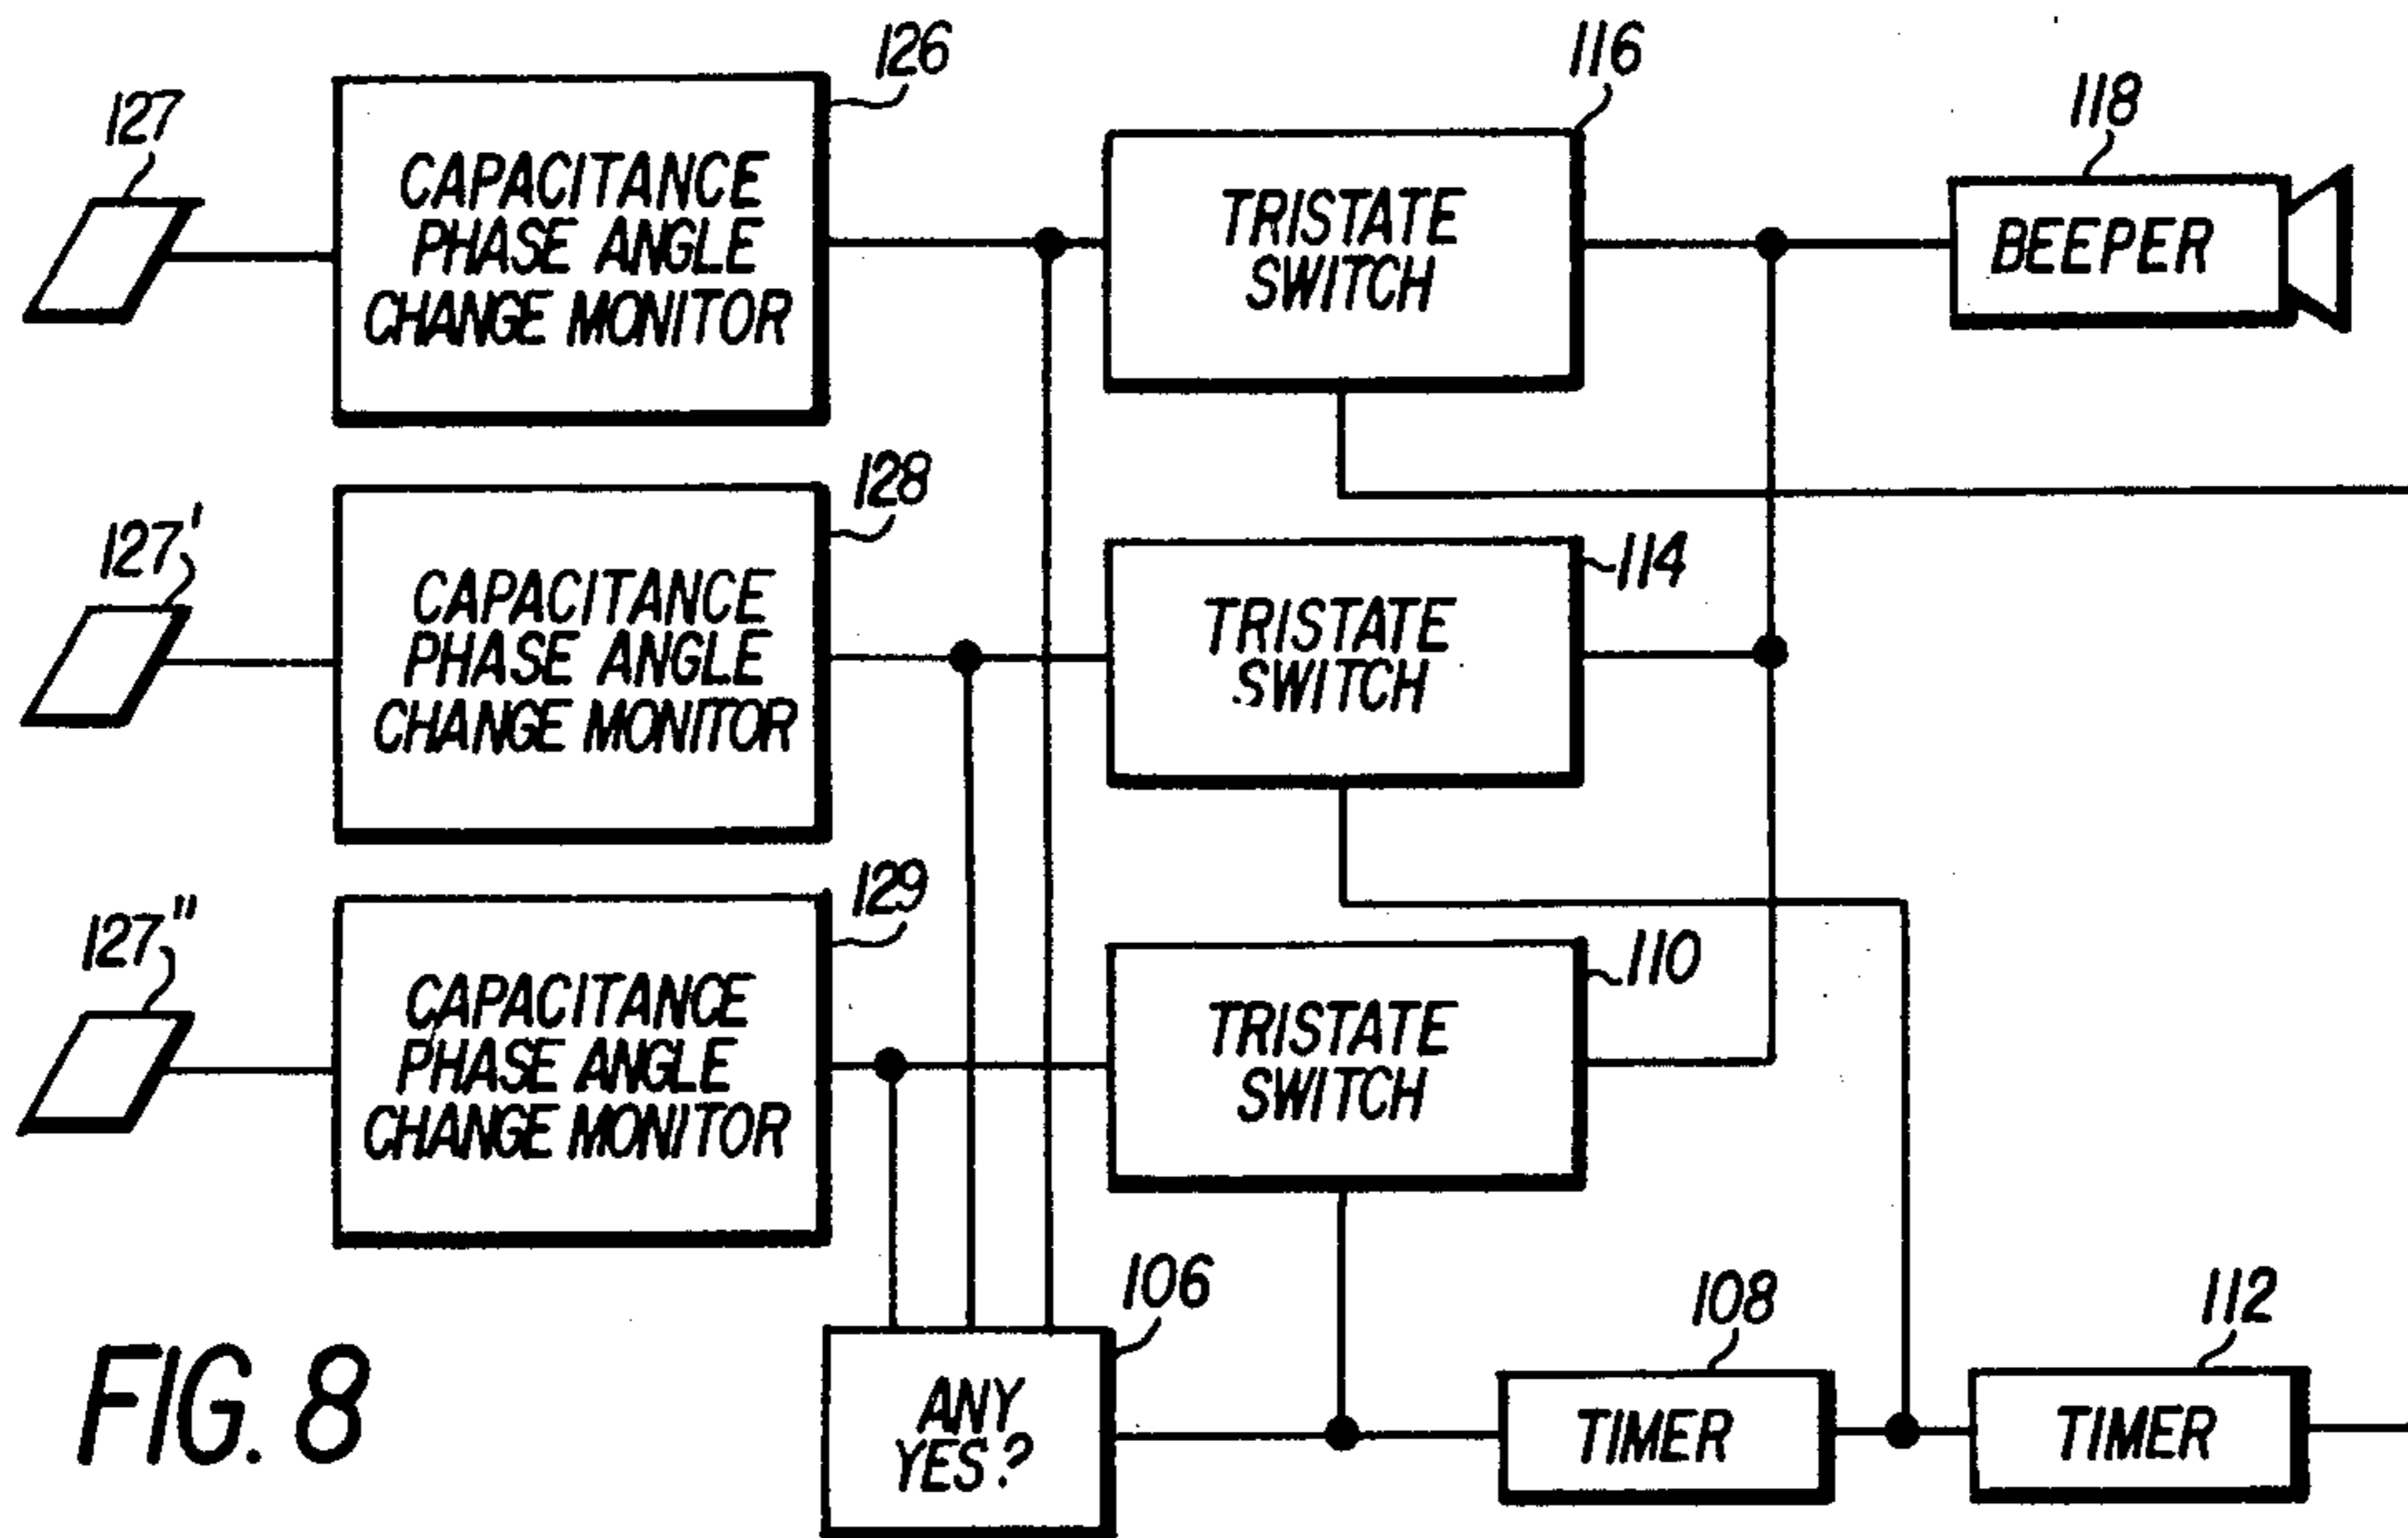 126
116
118
127
CAPACITANCE
PHASE ANGLE
CHANGE MONITOR
TRISTATE
SWITCH
BEEPER
128
127'
114
CAPACITANCE
PHASE ANGLE
CHANGE MONITOR
TRISTATE
SWITCH
129
127"
110
CAPACITANCE
PHASE ANGLE
CHANGE MONITOR
TRISTATE
SWITCH
106
108
112
FIG. 8
ANY
YES?
TIMER
TIMER